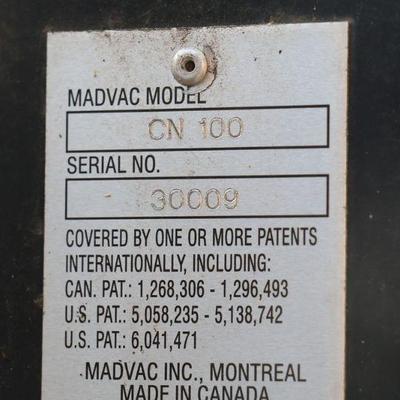 MADVAC MODEL
CN 100
SERIAL NO.
30009
COVERED BY ONE OR MORE PATENTS
INTERNATIONALLY, INCLUDING:
CAN. PAT.: 1,268,306 - 1,296,493
U.S. PAT.: 5,058,235 - 5,138,742
U.S. PAT.: 6,041,471
MADVAC INC., MONTREAL
MADE IN CANADA